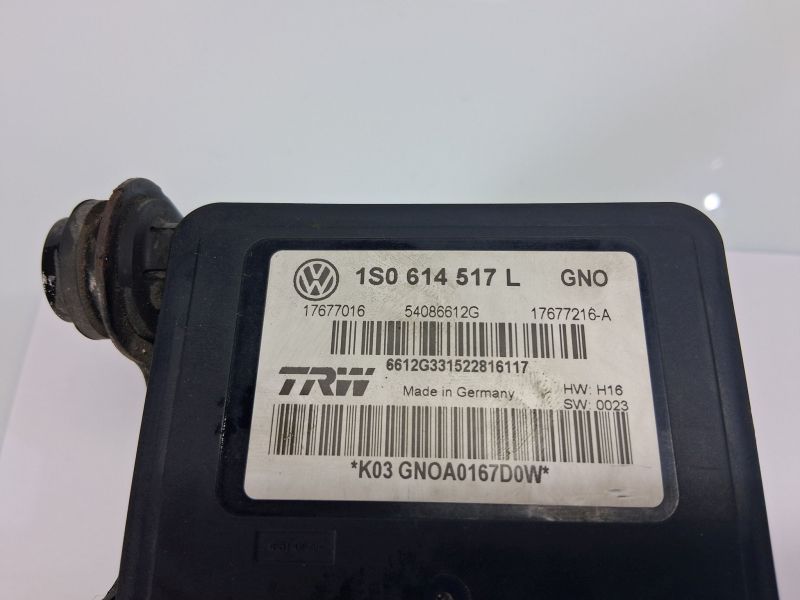 1S0 614 517 L GNO
17677016 54086612G 17677216-A
6612G331522816117
TRW Made in Germany HW: H16
SW: 0023
*K03 GNOA0167D0W*